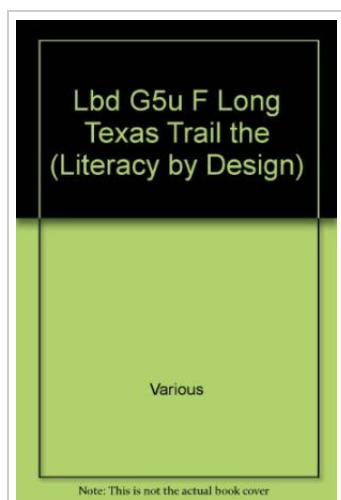 Lbd G5u F Long
Texas Trail the
(Literacy by Design)
Various
Note: This is not the actual book cover